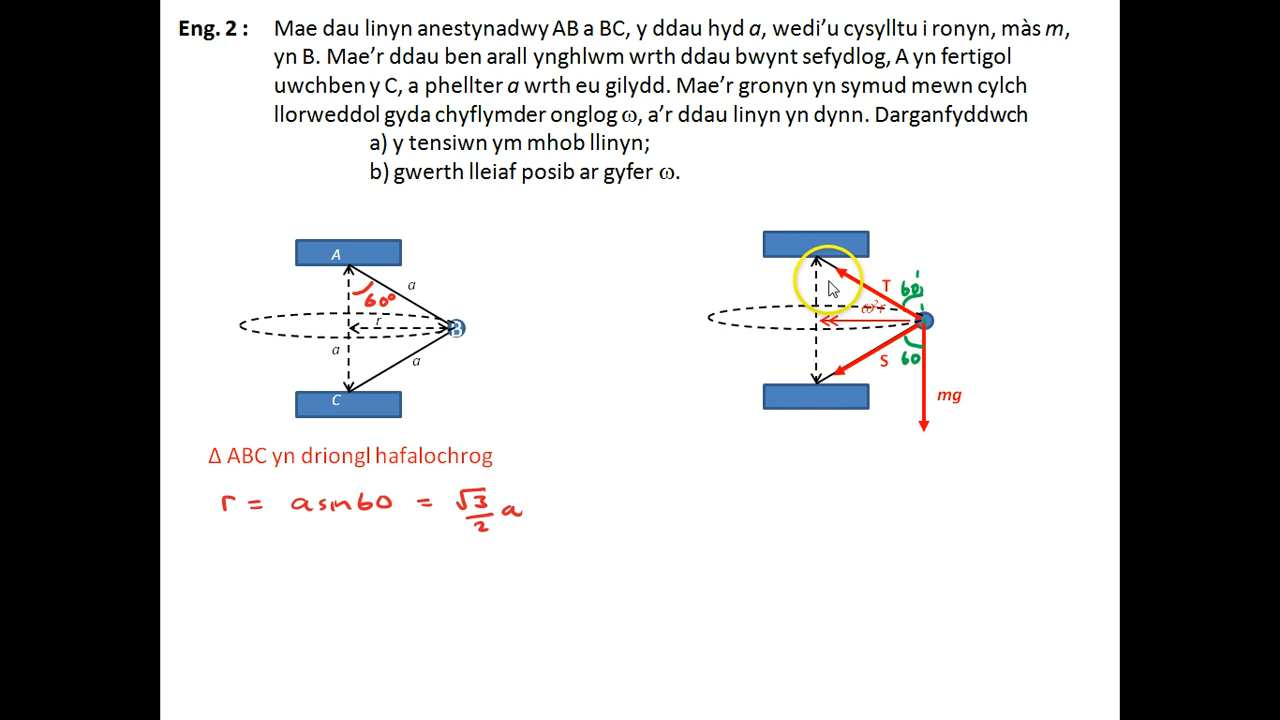 Eng. 2 : Mae dau linyn anestynadwy AB a BC, y ddau hyd a, wedi'u cysylltu i ronyn, màs m,
yn B. Mae'r ddau ben arall ynghlwm wrth ddau bwynt sefydlog, A yn fertigol
uwchben y C, a phellter a wrth eu gilydd. Mae'r gronyn yn symud mewn cylch
llorweddol gyda chyflymder onglog ω, a'r ddau linyn yn dynn. Darganfyddwch
a) y tensiwn ym mhob llinyn;
b) gwerth lleiaf posib ar gyfer ω.
A
a
60°
r
B
a
a
C
T
60
ω²r
S
60
mg
Δ ABC yn driongl hafalochrog
r = a sin 60 = √3/2 a